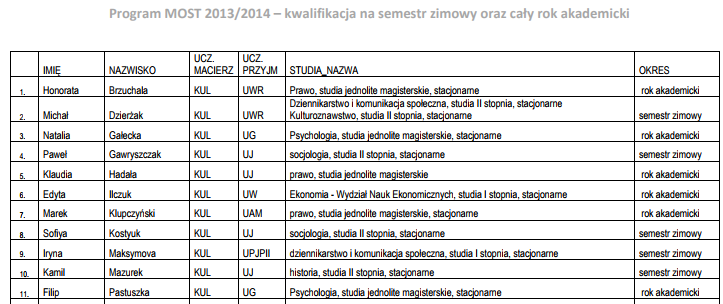 Program MOST 2013/2014 – kwalifikacja na semestr zimowy oraz cały rok akademicki
IMIĘ NAZWISKO UCZ. MACIERZ UCZ. PRZYJM STUDIA_NAZWA OKRES
1. Honorata Brzuchala KUL UWR Prawo, studia jednolite magisterskie, stacjonarne rok akademicki
2. Michał Dzierżak KUL UWR Dziennikarstwo i komunikacja społeczna, studia II stopnia, stacjonarne
Kulturoznawstwo, studia II stopnia, stacjonarne semestr zimowy
3. Natalia Gałecka KUL UG Psychologia, studia jednolite magisterskie, stacjonarne rok akademicki
4. Paweł Gawryszczak KUL UJ socjologia, studia II stopnia, stacjonarne semestr zimowy
5. Klaudia Hadała KUL UJ prawo, studia jednolite magisterskie rok akademicki
6. Edyta Ilczuk KUL UW Ekonomia - Wydział Nauk Ekonomicznych, studia I stopnia, stacjonarne rok akademicki
7. Marek Klupczyński KUL UAM prawo, studia jednolite magisterskie, stacjonarne rok akademicki
8. Sofiya Kostyuk KUL UJ socjologia, studia II stopnia, stacjonarne semestr zimowy
9. Iryna Maksymova KUL UPJPII dziennikarstwo i komunikacja społeczna, studia I stopnia, stacjonarne semestr zimowy
10. Kamil Mazurek KUL UJ historia, studia II stopnia, stacjonarne semestr zimowy
11. Filip Pastuszka KUL UG Psychologia, studia jednolite magisterskie, stacjonarne rok akademicki